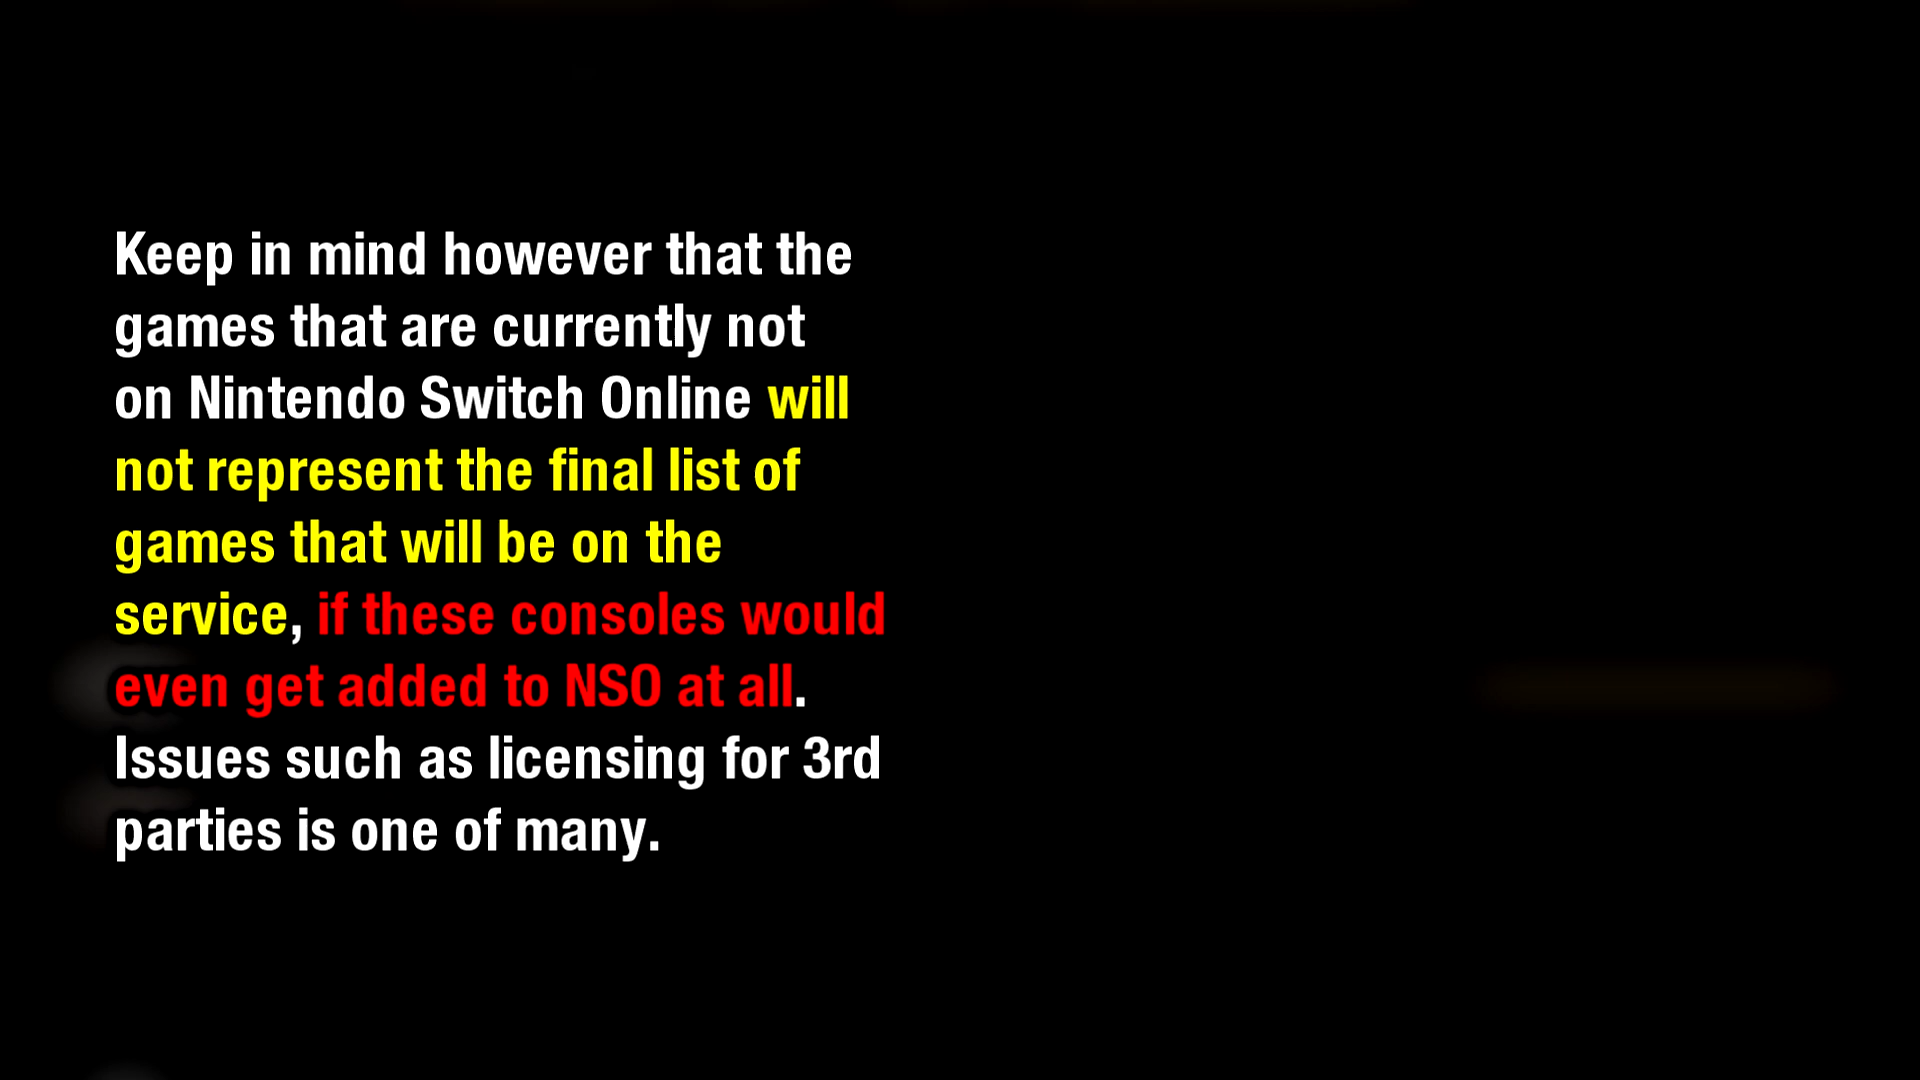 Keep in mind however that the
games that are currently not
on Nintendo Switch Online will
not represent the final list of
games that will be on the
service, if these consoles would
even get added to NSO at all.
Issues such as licensing for 3rd
parties is one of many.